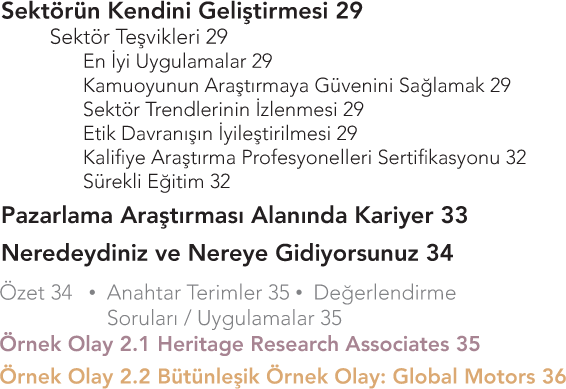 Sektörün Kendini Geliştirmesi 29
Sektör Teşvikleri 29
En İyi Uygulamalar 29
Kamuoyunun Araştırmaya Güvenini Sağlamak 29
Sektör Trendlerinin İzlenmesi 29
Etik Davranışın İyileştirilmesi 29
Kalifiye Araştırma Profesyonelleri Sertifikasyonu 32
Sürekli Eğitim 32
Pazarlama Araştırması Alanında Kariyer 33
Neredeydiniz ve Nereye Gidiyorsunuz 34
Özet 34 • Anahtar Terimler 35 • Değerlendirme
Soruları / Uygulamalar 35
Örnek Olay 2.1 Heritage Research Associates 35
Örnek Olay 2.2 Bütünleşik Örnek Olay: Global Motors 36